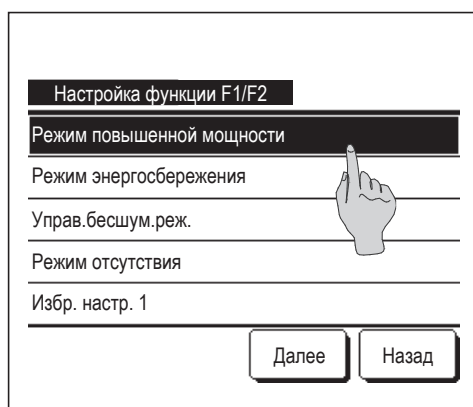 Настройка функции F1/F2
Режим повышенной мощности
Режим энергосбережения
Управ.бесшум.реж.
Режим отсутствия
Избр. настр. 1
Далее
Назад